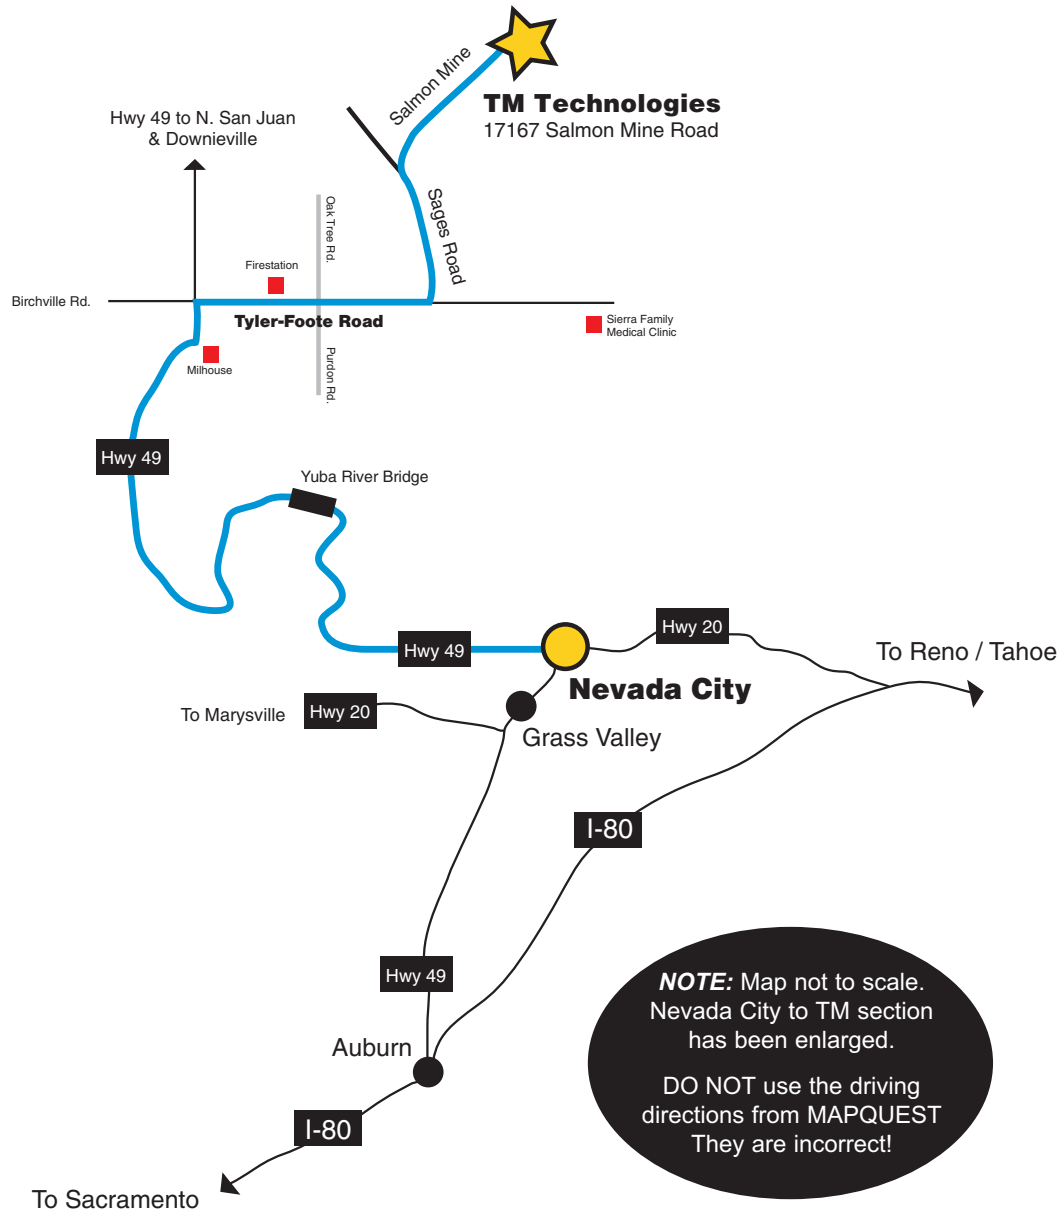 Salmon Mine
TM Technologies
17167 Salmon Mine Road
Hwy 49 to N. San Juan
& Downieville
Oak Tree Rd.
Sages Road
Firestation
Birchville Rd.
Tyler-Foote Road
Sierra Family
Medical Clinic
Milhouse
Purdon Rd.
Hwy 49
Yuba River Bridge
Hwy 20
Hwy 49
To Reno / Tahoe
Nevada City
To Marysville
Hwy 20
Grass Valley
I-80
Hwy 49
NOTE: Map not to scale.
Nevada City to TM section
has been enlarged.
DO NOT use the driving
directions from MAPQUEST
They are incorrect!
Auburn
I-80
To Sacramento